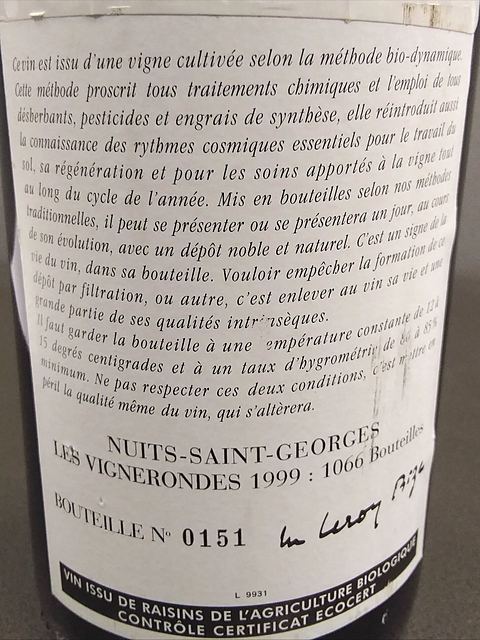 Ce vin est issu d'une vigne cultivée selon la méthode bio-dynamique.
Cette méthode proscrit tous traitements chimiques et l'emploi de tous
désherbants, pesticides et engrais de synthèse, elle réintroduit aussi
la connaissance des rythmes cosmiques essentiels pour le travail du
sol, sa régénération et pour les soins apportés à la vigne tout
au long du cycle de l'année. Mis en bouteilles selon nos méthodes
traditionnelles, il peut se présenter ou se présentera un jour, au cours
de son évolution, avec un dépôt noble et naturel. C'est un signe de la
vie du vin, dans sa bouteille. Vouloir empêcher la formation de ce
dépôt par filtration, ou autre, c'est enlever au vin sa vie et une
grande partie de ses qualités intrinsèques.
Il faut garder la bouteille à une température constante de 12 à
15 degrés centigrades et à un taux d'hygrométrie de à 85%
minimum. Ne pas respecter ces deux conditions, c'est mettre en
péril la qualité même du vin, qui s'altèrera.
NUITS-SAINT-GEORGES
LES VIGNERONDES 1999 : 1066 Bouteilles
BOUTEILLE N° 0151 Leroy
L 9931
VIN ISSU DE RAISINS DE L'AGRICULTURE BIOLOGIQUE
CONTRÔLE CERTIFICAT ECOCERT